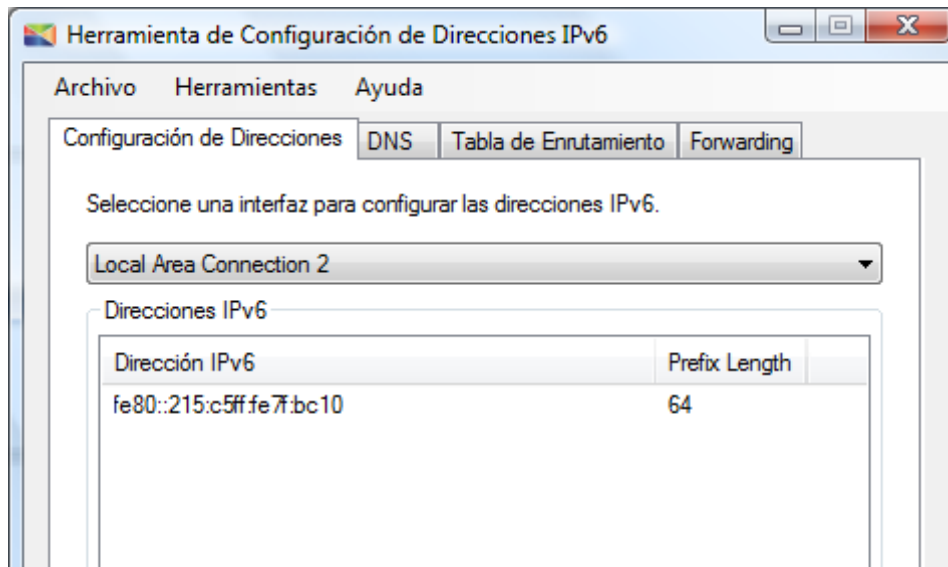 Herramienta de Configuración de Direcciones IPv6
Archivo Herramientas Ayuda
Configuración de Direcciones DNS Tabla de Enrutamiento Forwarding
Seleccione una interfaz para configurar las direcciones IPv6.
Local Area Connection 2
Direcciones IPv6
Dirección IPv6 Prefix Length
fe80::215:c5ff:fe7f:bc10 64